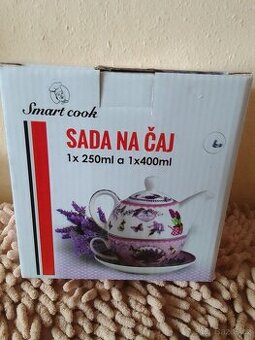 Smart cook
SADA NA ČAJ
1x 250ml a 1x400ml